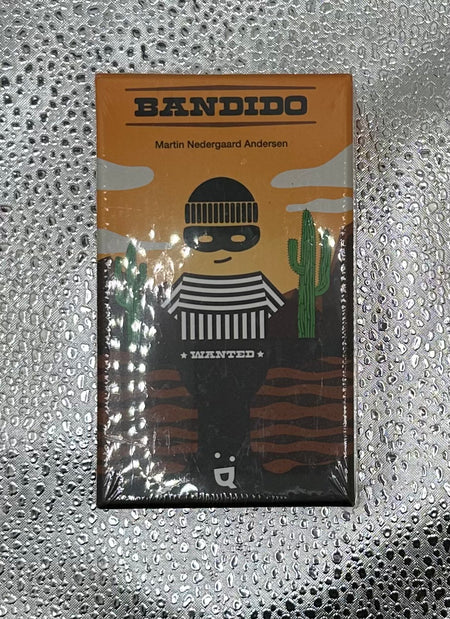 BANDIDO
Martin Nedergaard Andersen
★ WANTED ★